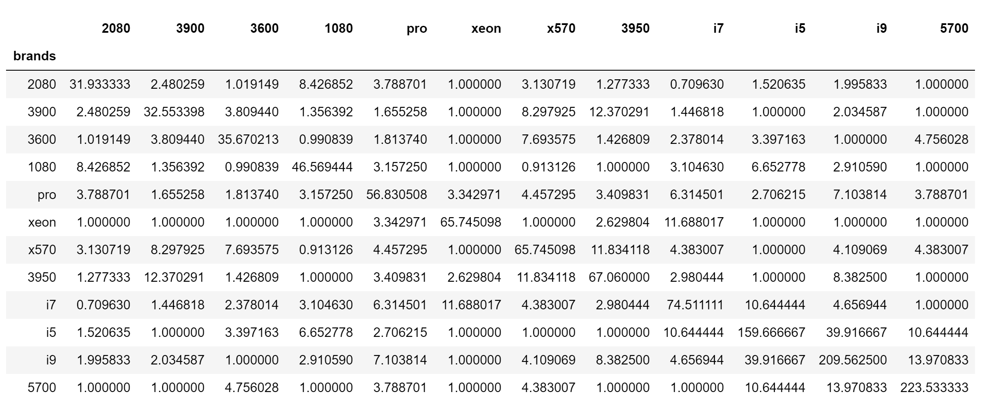 2080 3900 3600 1080 pro xeon x570 3950 i7 i5 i9 5700
brands
2080 31.933333 2.480259 1.019149 8.426852 3.788701 1.000000 3.130719 1.277333 0.709630 1.520635 1.995833 1.000000
3900 2.480259 32.553398 3.809440 1.356392 1.655258 1.000000 8.297925 12.370291 1.446818 1.000000 2.034587 1.000000
3600 1.019149 3.809440 35.670213 0.990839 1.813740 1.000000 7.693575 1.426809 2.378014 3.397163 1.000000 4.756028
1080 8.426852 1.356392 0.990839 46.569444 3.157250 1.000000 0.913126 1.000000 3.104630 6.652778 2.910590 1.000000
pro 3.788701 1.655258 1.813740 3.157250 56.830508 3.342971 4.457295 3.409831 6.314501 2.706215 7.103814 3.788701
xeon 1.000000 1.000000 1.000000 1.000000 3.342971 65.745098 1.000000 2.629804 11.688017 1.000000 1.000000 1.000000
x570 3.130719 8.297925 7.693575 0.913126 4.457295 1.000000 65.745098 11.834118 4.383007 1.000000 4.109069 4.383007
3950 1.277333 12.370291 1.426809 1.000000 3.409831 2.629804 11.834118 67.060000 2.980444 1.000000 8.382500 1.000000
i7 0.709630 1.446818 2.378014 3.104630 6.314501 11.688017 4.383007 2.980444 74.511111 10.644444 4.656944 1.000000
i5 1.520635 1.000000 3.397163 6.652778 2.706215 1.000000 1.000000 1.000000 10.644444 159.666667 39.916667 10.644444
i9 1.995833 2.034587 1.000000 2.910590 7.103814 1.000000 4.109069 8.382500 4.656944 39.916667 209.562500 13.970833
5700 1.000000 1.000000 4.756028 1.000000 3.788701 1.000000 4.383007 1.000000 1.000000 10.644444 13.970833 223.533333